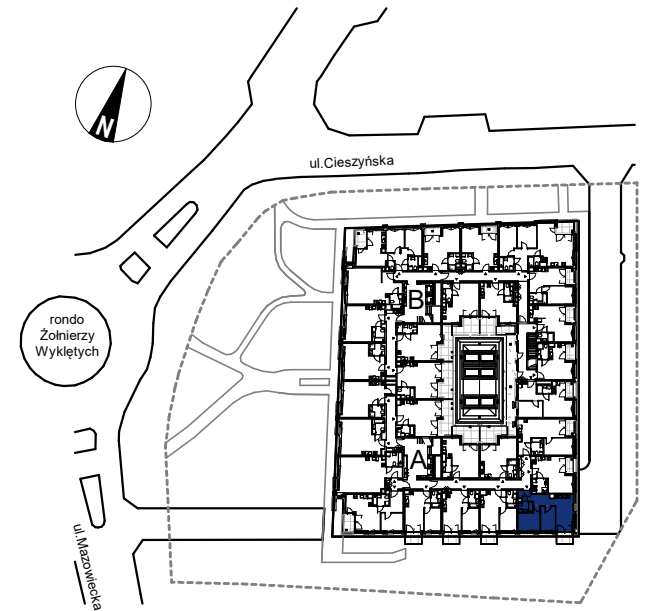 N
ul.Cieszyńska
B
rondo
Żołnierzy
Wyklętych
A
ul.Mazowiecka